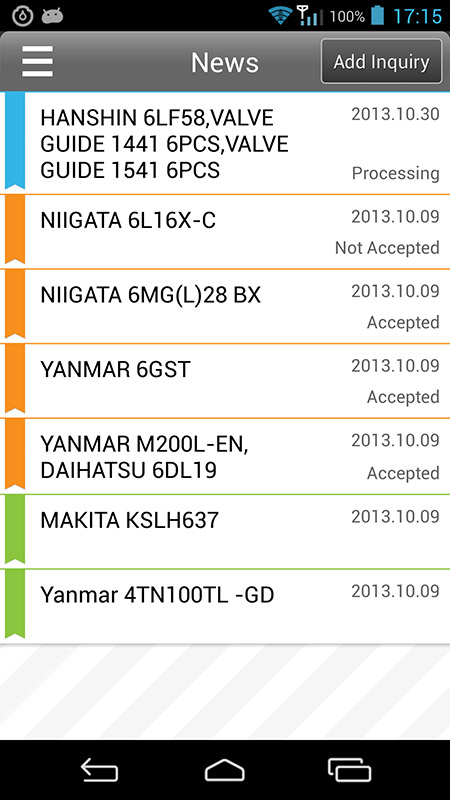 100% 17:15
News
Add Inquiry
HANSHIN 6LF58,VALVE
GUIDE 1441 6PCS,VALVE
GUIDE 1541 6PCS
2013.10.30
Processing
NIIGATA 6L16X-C
2013.10.09
Not Accepted
NIIGATA 6MG(L)28 BX
2013.10.09
Accepted
YANMAR 6GST
2013.10.09
Accepted
YANMAR M200L-EN,
DAIHATSU 6DL19
2013.10.09
Accepted
MAKITA KSLH637
2013.10.09
Yanmar 4TN100TL -GD
2013.10.09